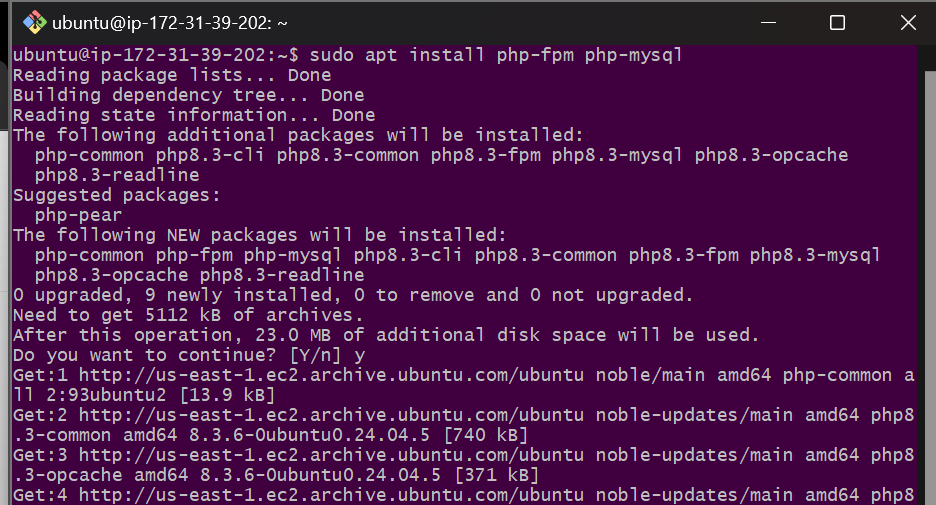 ubuntu@ip-172-31-39-202: ~
ubuntu@ip-172-31-39-202:~$ sudo apt install php-fpm php-mysql
Reading package lists... Done
Building dependency tree... Done
Reading state information... Done
The following additional packages will be installed:
  php-common php8.3-cli php8.3-common php8.3-fpm php8.3-mysql php8.3-opcache
  php8.3-readline
Suggested packages:
  php-pear
The following NEW packages will be installed:
  php-common php-fpm php-mysql php8.3-cli php8.3-common php8.3-fpm php8.3-mysql
  php8.3-opcache php8.3-readline
0 upgraded, 9 newly installed, 0 to remove and 0 not upgraded.
Need to get 5112 kB of archives.
After this operation, 23.0 MB of additional disk space will be used.
Do you want to continue? [Y/n] y
Get:1 http://us-east-1.ec2.archive.ubuntu.com/ubuntu noble/main amd64 php-common a
ll 2:93ubuntu2 [13.9 kB]
Get:2 http://us-east-1.ec2.archive.ubuntu.com/ubuntu noble-updates/main amd64 php8
.3-common amd64 8.3.6-0ubuntu0.24.04.5 [740 kB]
Get:3 http://us-east-1.ec2.archive.ubuntu.com/ubuntu noble-updates/main amd64 php8
.3-opcache amd64 8.3.6-0ubuntu0.24.04.5 [371 kB]
Get:4 http://us-east-1.ec2.archive.ubuntu.com/ubuntu noble-updates/main amd64 php8